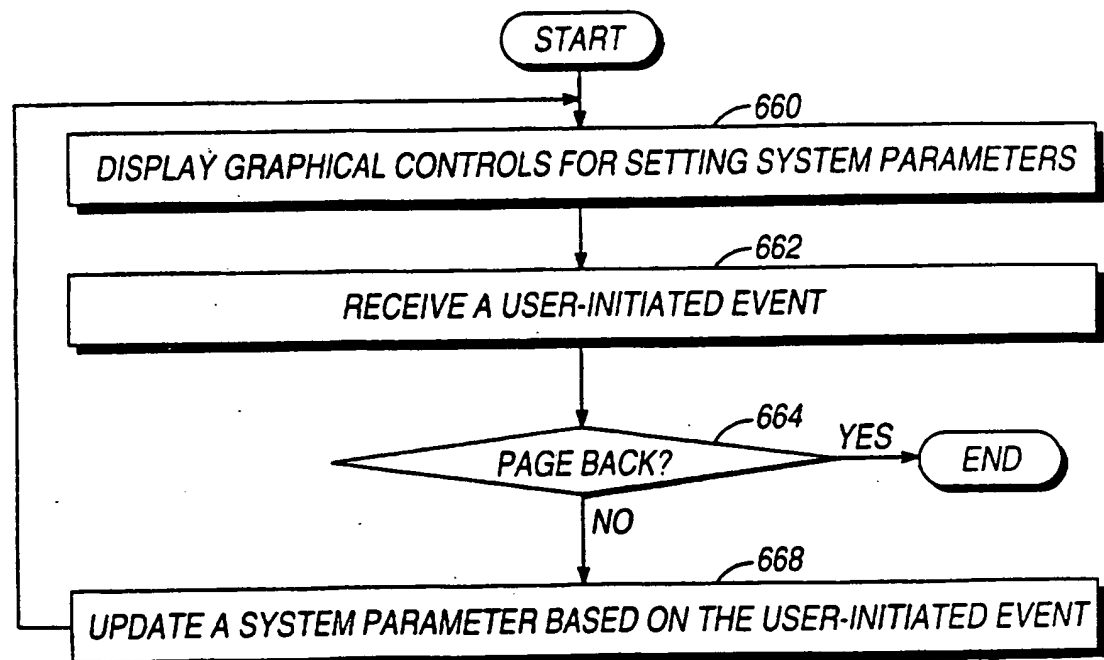 START
660
DISPLAY GRAPHICAL CONTROLS FOR SETTING SYSTEM PARAMETERS
662
RECEIVE A USER-INITIATED EVENT
664
PAGE BACK?
YES
END
NO
668
UPDATE A SYSTEM PARAMETER BASED ON THE USER-INITIATED EVENT